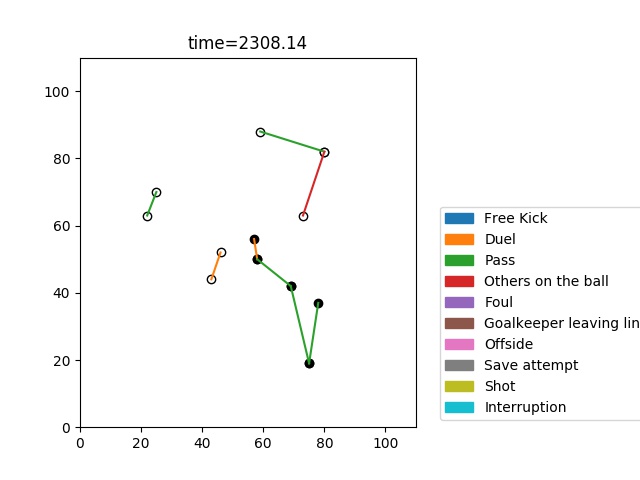 time=2308.14
100
80
60
40
20
0
0 20 40 60 80 100
Free Kick
Duel
Pass
Others on the ball
Foul
Goalkeeper leaving lin
Offside
Save attempt
Shot
Interruption